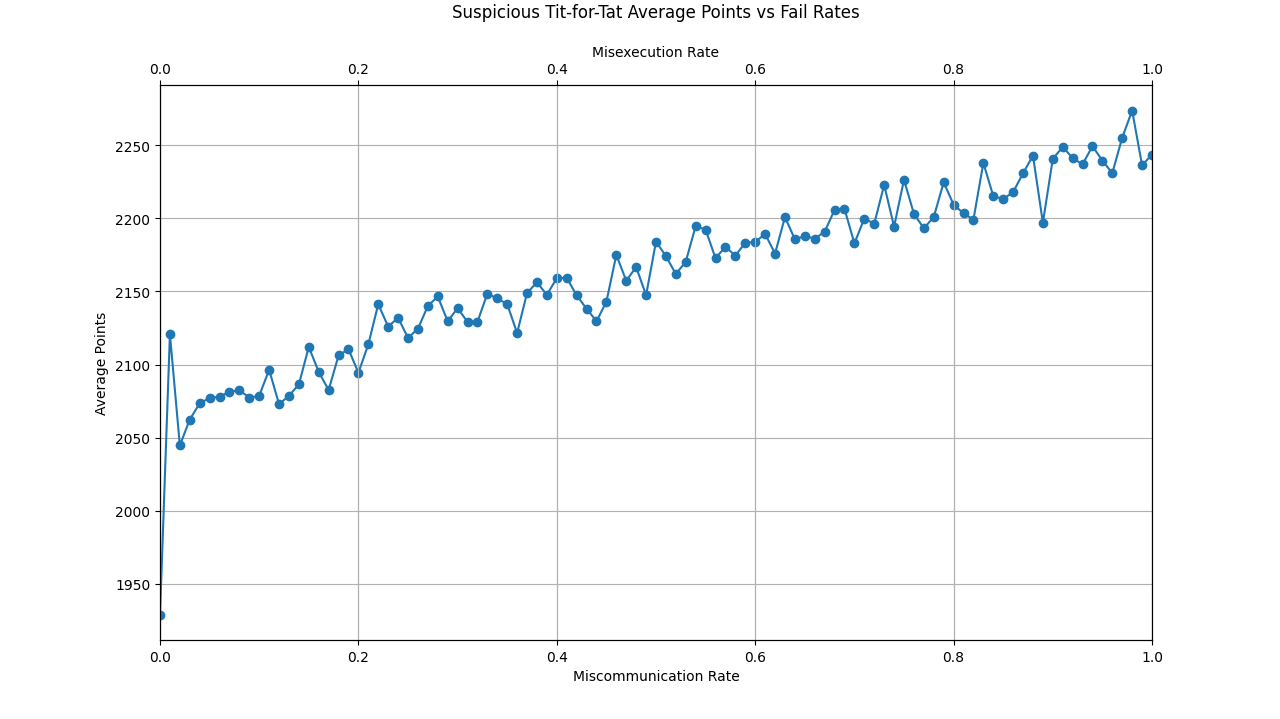 Suspicious Tit-for-Tat Average Points vs Fail Rates
Misexecution Rate
0.0 0.2 0.4 0.6 0.8 1.0
2250
2200
2150
2100
2050
2000
1950
Average Points
0.0 0.2 0.4 0.6 0.8 1.0
Miscommunication Rate